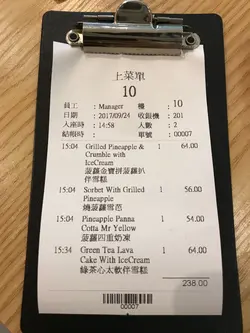 上菜單
10
員工 : Manager 檯 : 10
日期 : 2017/09/24 收銀機 : 201
入座時 : 14:58 人數 : 2
結帳時 : 單號 : 00007
15:04 Grilled Pineapple & 1 64.00
Crumble with
IceCream
菠蘿金寶拼菠蘿扒
伴雪糕
15:04 Sorbet With Grilled 1 56.00
Pineapple
燒菠蘿雪芭
15:04 Pineapple Panna 1 54.00
Cotta Mr Yellow
菠蘿四重奶凍
15:34 Green Tea Lava 1 64.00
Cake With IceCream
綠茶心太軟伴雪糕
238.00
00007